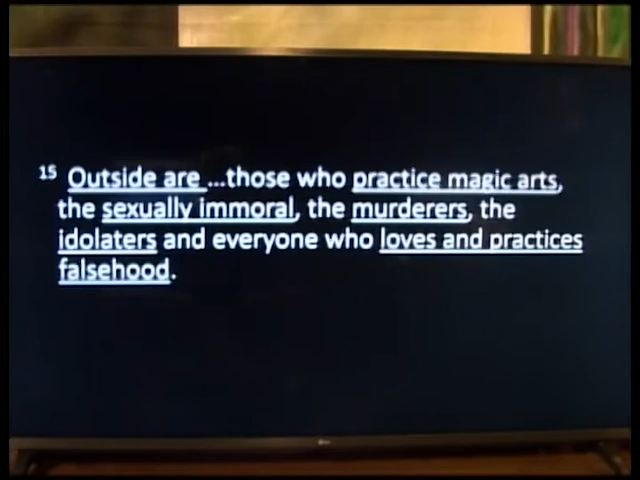 15 Outside are ...those who practice magic arts,
the sexually immoral, the murderers, the
idolaters and everyone who loves and practices
falsehood.